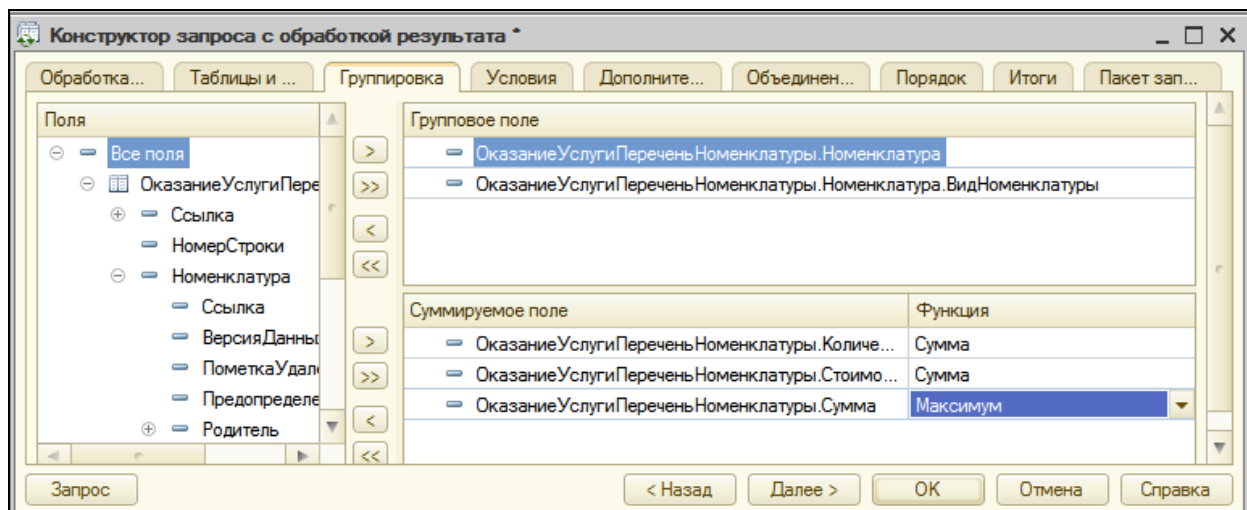 Конструктор запроса с обработкой результата *
Обработка... Таблицы и ... Группировка Условия Дополните... Объединен... Порядок Итоги Пакет зап...
Поля
Все поля
ОказаниеУслугиПере
Ссылка
НомерСтроки
Номенклатура
Ссылка
ВерсияДанны
ПометкаУдал
Предопределе
Родитель
> >> < <<
Групповое поле
ОказаниеУслугиПереченьНоменклатуры.Номенклатура
ОказаниеУслугиПереченьНоменклатуры.Номенклатура.ВидНоменклатуры
> >> < <<
Суммируемое поле Функция
ОказаниеУслугиПереченьНоменклатуры.Количе... Сумма
ОказаниеУслугиПереченьНоменклатуры.Стоимо... Сумма
ОказаниеУслугиПереченьНоменклатуры.Сумма Максимум
Запрос < Назад Далее > OK Отмена Справка